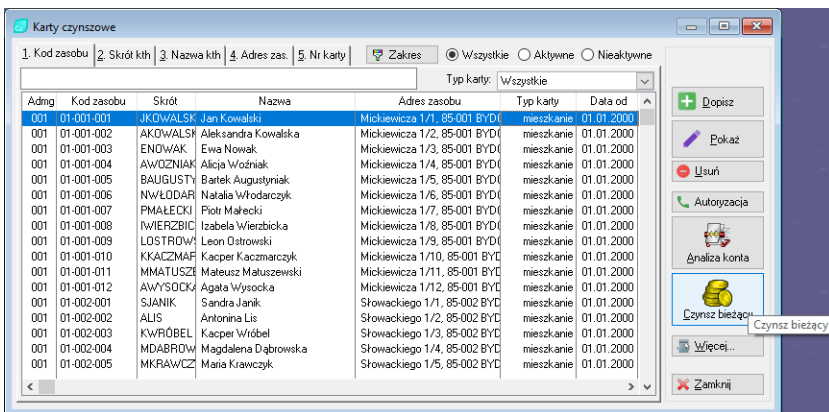 Karty czynszowe
1. Kod zasobu 2. Skrót kth 3. Nazwa kth 4. Adres zas. 5. Nr karty Zakres Wszystkie Aktywne Nieaktywne
Typ karty: Wszystkie
Admg Kod zasobu Skrót Nazwa Adres zasobu Typ karty Data od
001 01-001-001 JKOWALSK Jan Kowalski Mickiewicza 1/1, 85-001 BYD mieszkanie 01.01.2000
001 01-001-002 AKOWALSK Aleksandra Kowalska Mickiewicza 1/2, 85-001 BYD mieszkanie 01.01.2000
001 01-001-003 ENOWAK Ewa Nowak Mickiewicza 1/3, 85-001 BYD mieszkanie 01.01.2000
001 01-001-004 AWOZNIAK Alicja Woźniak Mickiewicza 1/4, 85-001 BYD mieszkanie 01.01.2000
001 01-001-005 BAUGUSTY Bartek Augustyniak Mickiewicza 1/5, 85-001 BYD mieszkanie 01.01.2000
001 01-001-006 NWŁODAR Natalia Włodarczyk Mickiewicza 1/6, 85-001 BYD mieszkanie 01.01.2000
001 01-001-007 PMAŁECKI Piotr Małecki Mickiewicza 1/7, 85-001 BYD mieszkanie 01.01.2000
001 01-001-008 IWIERZBIC Izabela Wierzbicka Mickiewicza 1/8, 85-001 BYD mieszkanie 01.01.2000
001 01-001-009 LOSTROW Leon Ostrowski Mickiewicza 1/9, 85-001 BYD mieszkanie 01.01.2000
001 01-001-010 KKACZMAR Kacper Kaczmarczyk Mickiewicza 1/10, 85-001 BYD mieszkanie 01.01.2000
001 01-001-011 MMATUSZE Mateusz Matuszewski Mickiewicza 1/11, 85-001 BYD mieszkanie 01.01.2000
001 01-001-012 AWYSOCKA Agata Wysocka Mickiewicza 1/12, 85-001 BYD mieszkanie 01.01.2000
001 01-002-001 SJANIK Sandra Janik Słowackiego 1/1, 85-002 BYD mieszkanie 01.01.2000
001 01-002-002 ALIS Antonina Lis Słowackiego 1/2, 85-002 BYD mieszkanie 01.01.2000
001 01-002-003 KWRÓBEL Kacper Wróbel Słowackiego 1/3, 85-002 BYD mieszkanie 01.01.2000
001 01-002-004 MDABROW Magdalena Dąbrowska Słowackiego 1/4, 85-002 BYD mieszkanie 01.01.2000
001 01-002-005 MKRAWCZ Maria Krawczyk Słowackiego 1/5, 85-002 BYD mieszkanie 01.01.2000
Dopisz
Pokaż
Usuń
Autoryzacja
Analiza konta
Czynsz bieżący
Czynsz bieżący
Więcej...
Zamknij